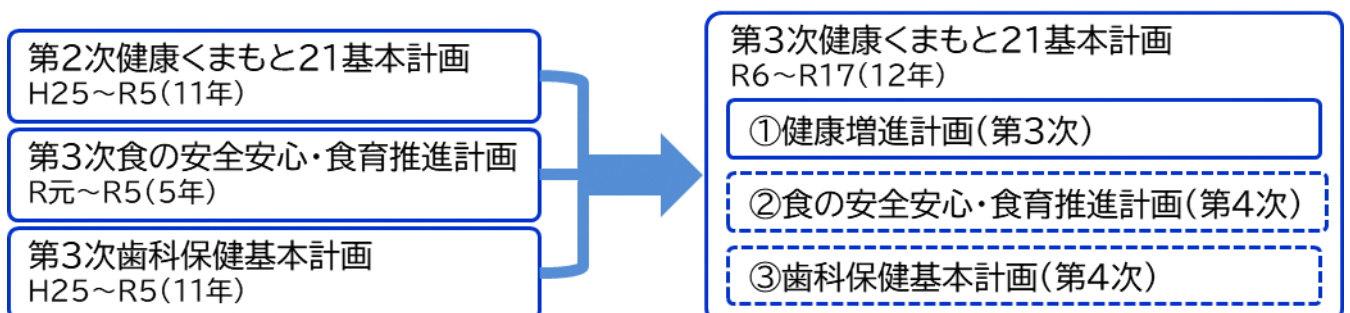 第2次健康くまもと21基本計画
H25～R5(11年)
第3次食の安全安心・食育推進計画
R元～R5(5年)
第3次歯科保健基本計画
H25～R5(11年)
第3次健康くまもと21基本計画
R6～R17(12年)
①健康増進計画(第3次)
②食の安全安心・食育推進計画(第4次)
③歯科保健基本計画(第4次)